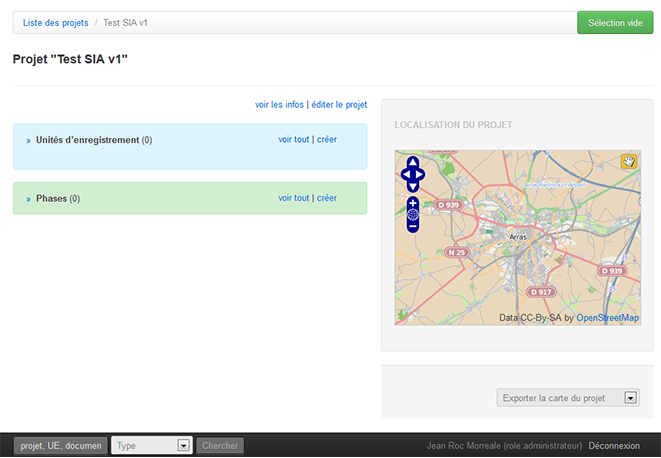 Liste des projets / Test SIA v1
Sélection vide
Projet "Test SIA v1"
voir les infos | éditer le projet
» Unités d'enregistrement (0) voir tout | créer
» Phases (0) voir tout | créer
LOCALISATION DU PROJET
D 939
Arras
N 25
D 939
D 917
Data CC-By-SA by OpenStreetMap
Exporter la carte du projet
projet, UE, documen
Type
Chercher
Jean Roc Morreale (role:administrateur) Déconnexion